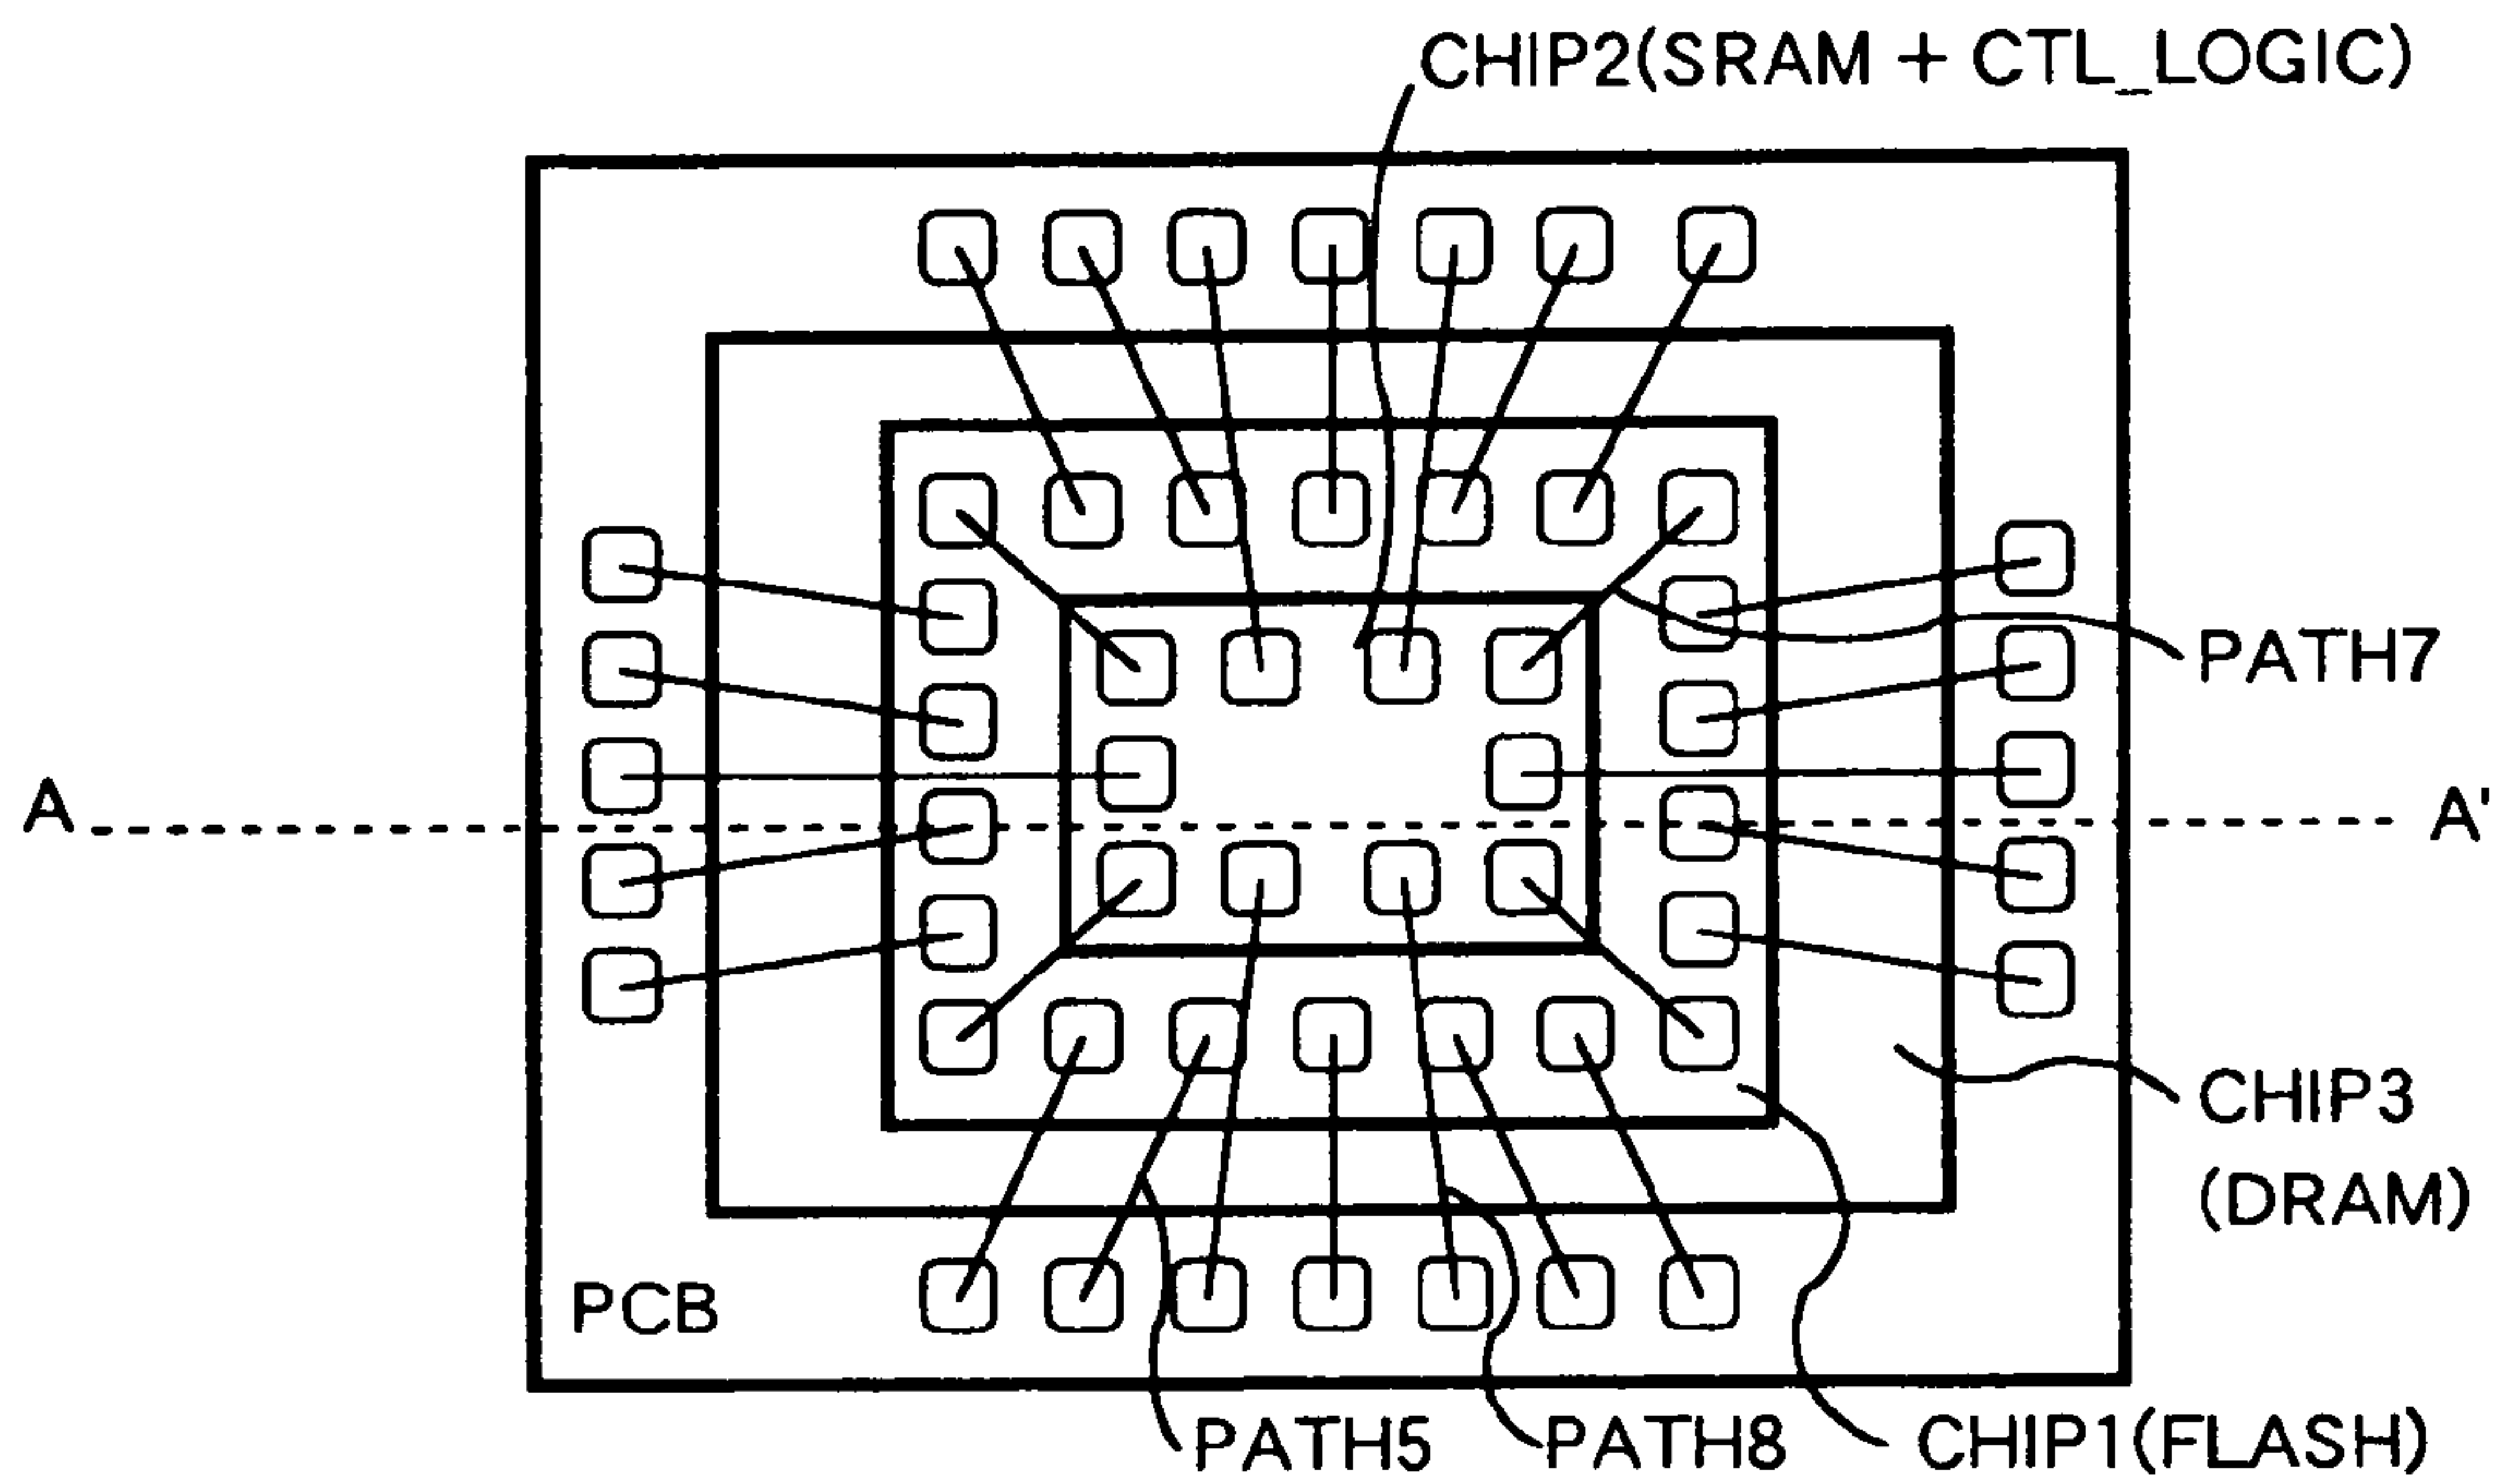 CHIP2(SRAM + CTL_LOGIC)
PATH7
A
A'
CHIP3
(DRAM)
PCB
PATH5
PATH8
CHIP1(FLASH)